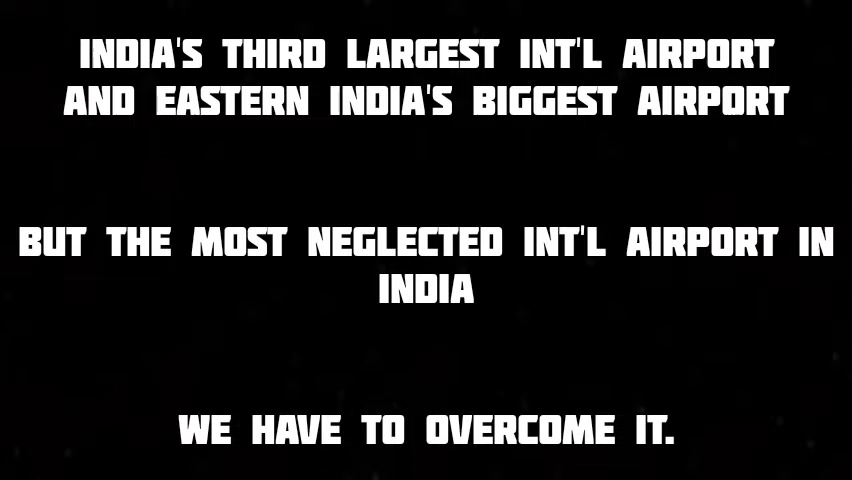 INDIA'S THIRD LARGEST INT'L AIRPORT
AND EASTERN INDIA'S BIGGEST AIRPORT
BUT THE MOST NEGLECTED INT'L AIRPORT IN
INDIA
WE HAVE TO OVERCOME IT.